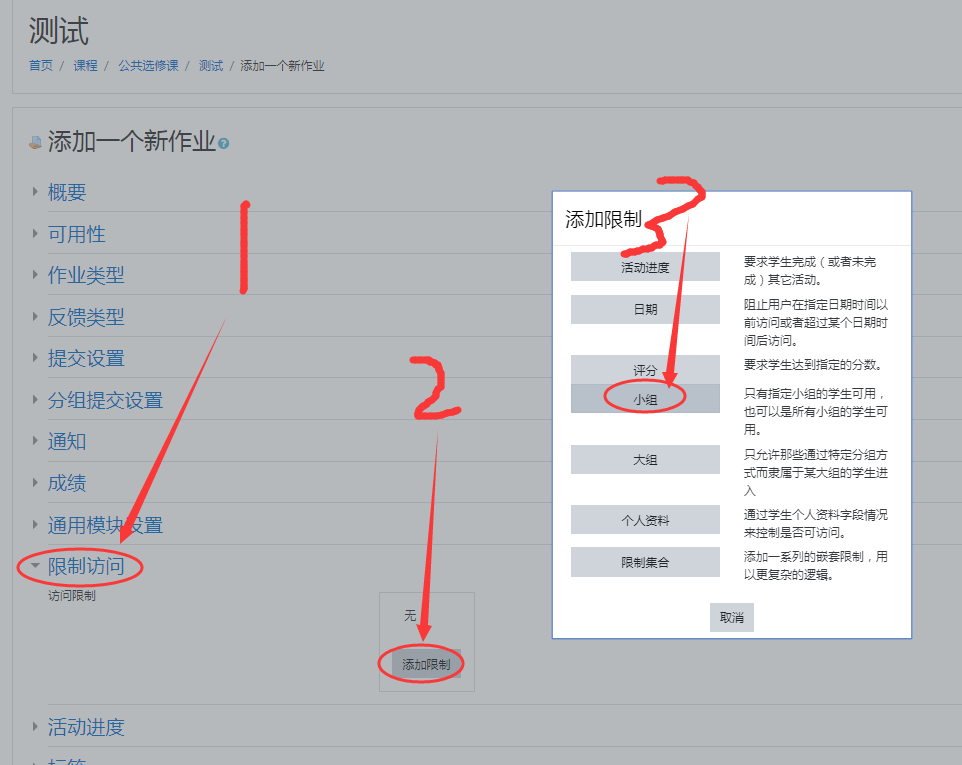 测试
首页 / 课程 / 公共选修课 / 测试 / 添加一个新作业
添加一个新作业?
概要
可用性
作业类型
反馈类型
提交设置
分组提交设置
通知
成绩
通用模块设置
限制访问
访问限制
无
添加限制
活动进度
1
2
3
添加限制
活动进度
要求学生完成（或者未完
成）其它活动。
日期
阻止用户在指定日期时间以
前访问或者超过某个日期时
间后访问。
评分
要求学生达到指定的分数。
小组
只有指定小组的学生可用，
也可以是所有小组的学生可
用。
大组
只允许那些通过特定分组方
式而隶属于某大组的学生进
入
个人资料
通过学生个人资料字段情况
来控制是否可访问。
限制集合
添加一系列的嵌套限制，用
以更复杂的逻辑。
取消